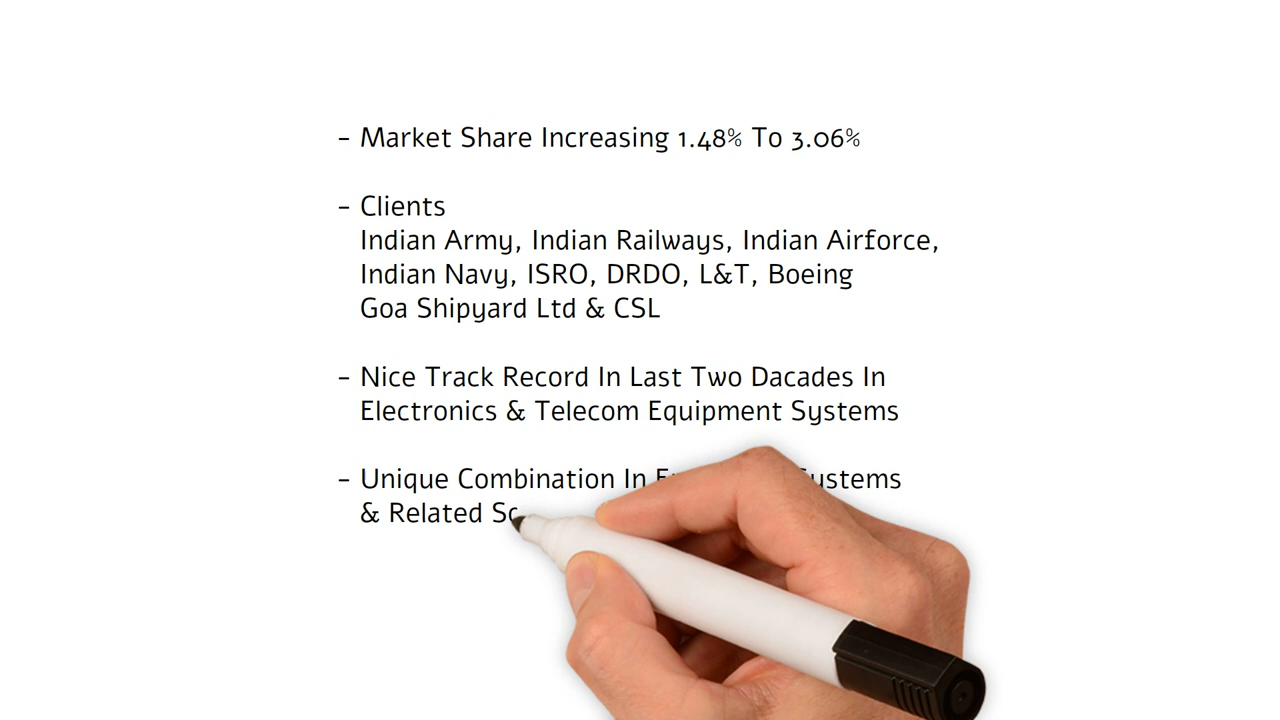 - Market Share Increasing 1.48% To 3.06%
- Clients
Indian Army, Indian Railways, Indian Airforce,
Indian Navy, ISRO, DRDO, L&T, Boeing
Goa Shipyard Ltd & CSL
- Nice Track Record In Last Two Dacades In
Electronics & Telecom Equipment Systems
- Unique Combination In
& Related